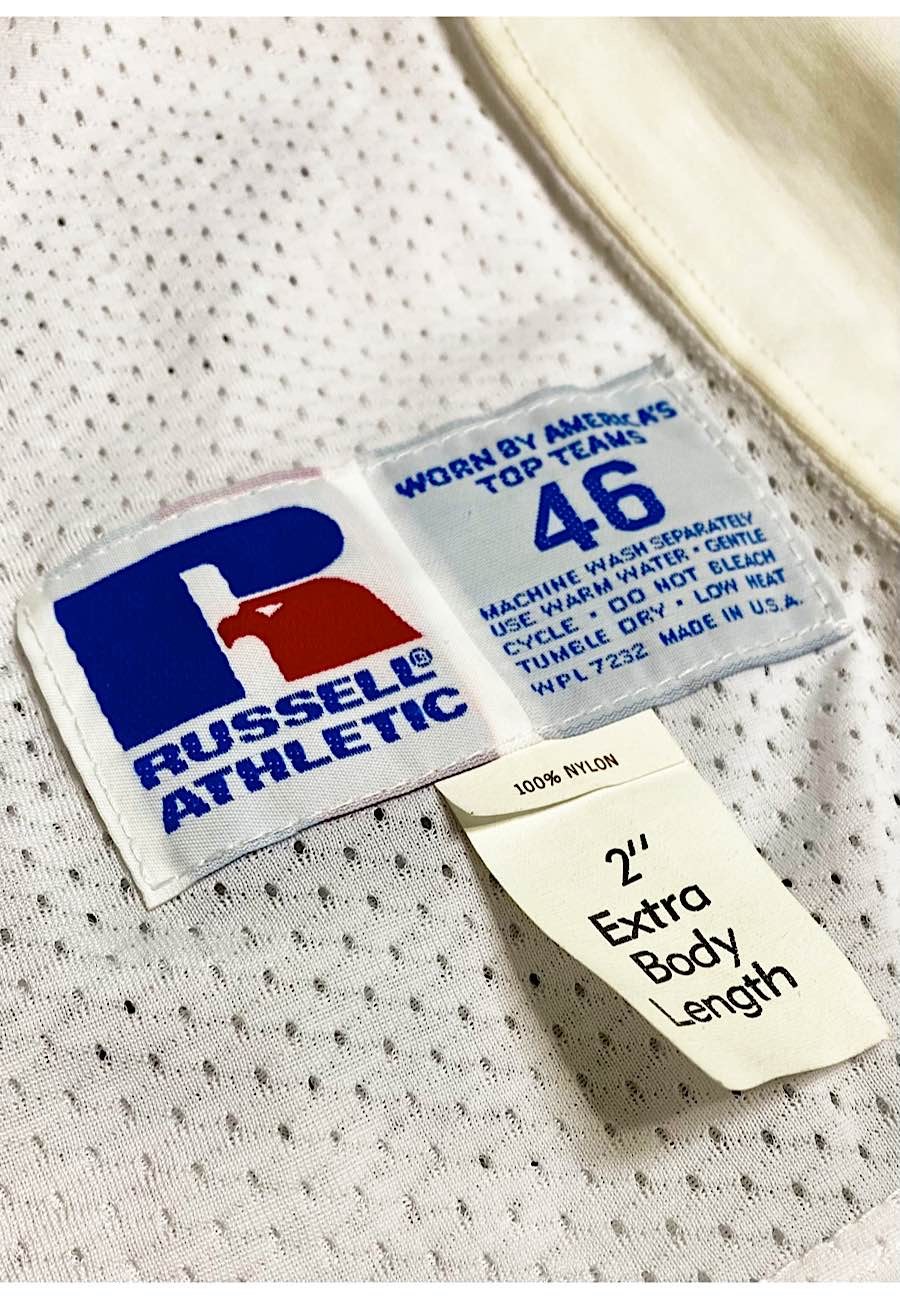 RUSSELL®
ATHLETIC
WORN BY AMERICA'S
TOP TEAMS
46
MACHINE WASH SEPARATELY
USE WARM WATER • GENTLE
CYCLE • DO NOT BLEACH
TUMBLE DRY • LOW HEAT
WPL 7232 MADE IN U.S.A.
100% NYLON
2"
Extra
Body
Length